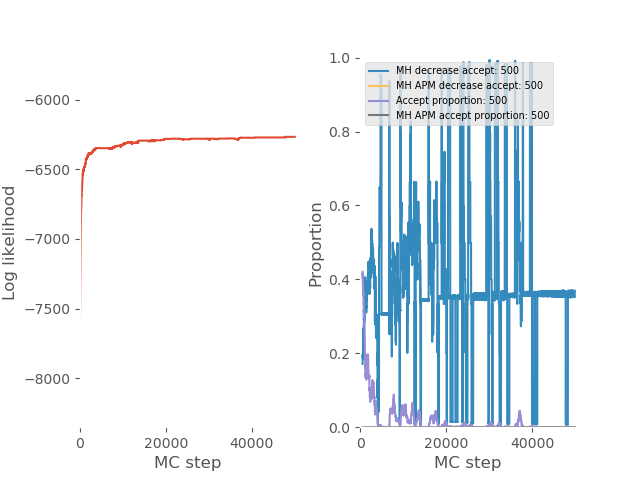 −6000
−6500
−7000
−7500
−8000
0
20000
40000
MC step
Log likelihood
1.0
0.8
0.6
0.4
0.2
0.0
0
20000
40000
MC step
Proportion
MH decrease accept: 500
MH APM decrease accept: 500
Accept proportion: 500
MH APM accept proportion: 500